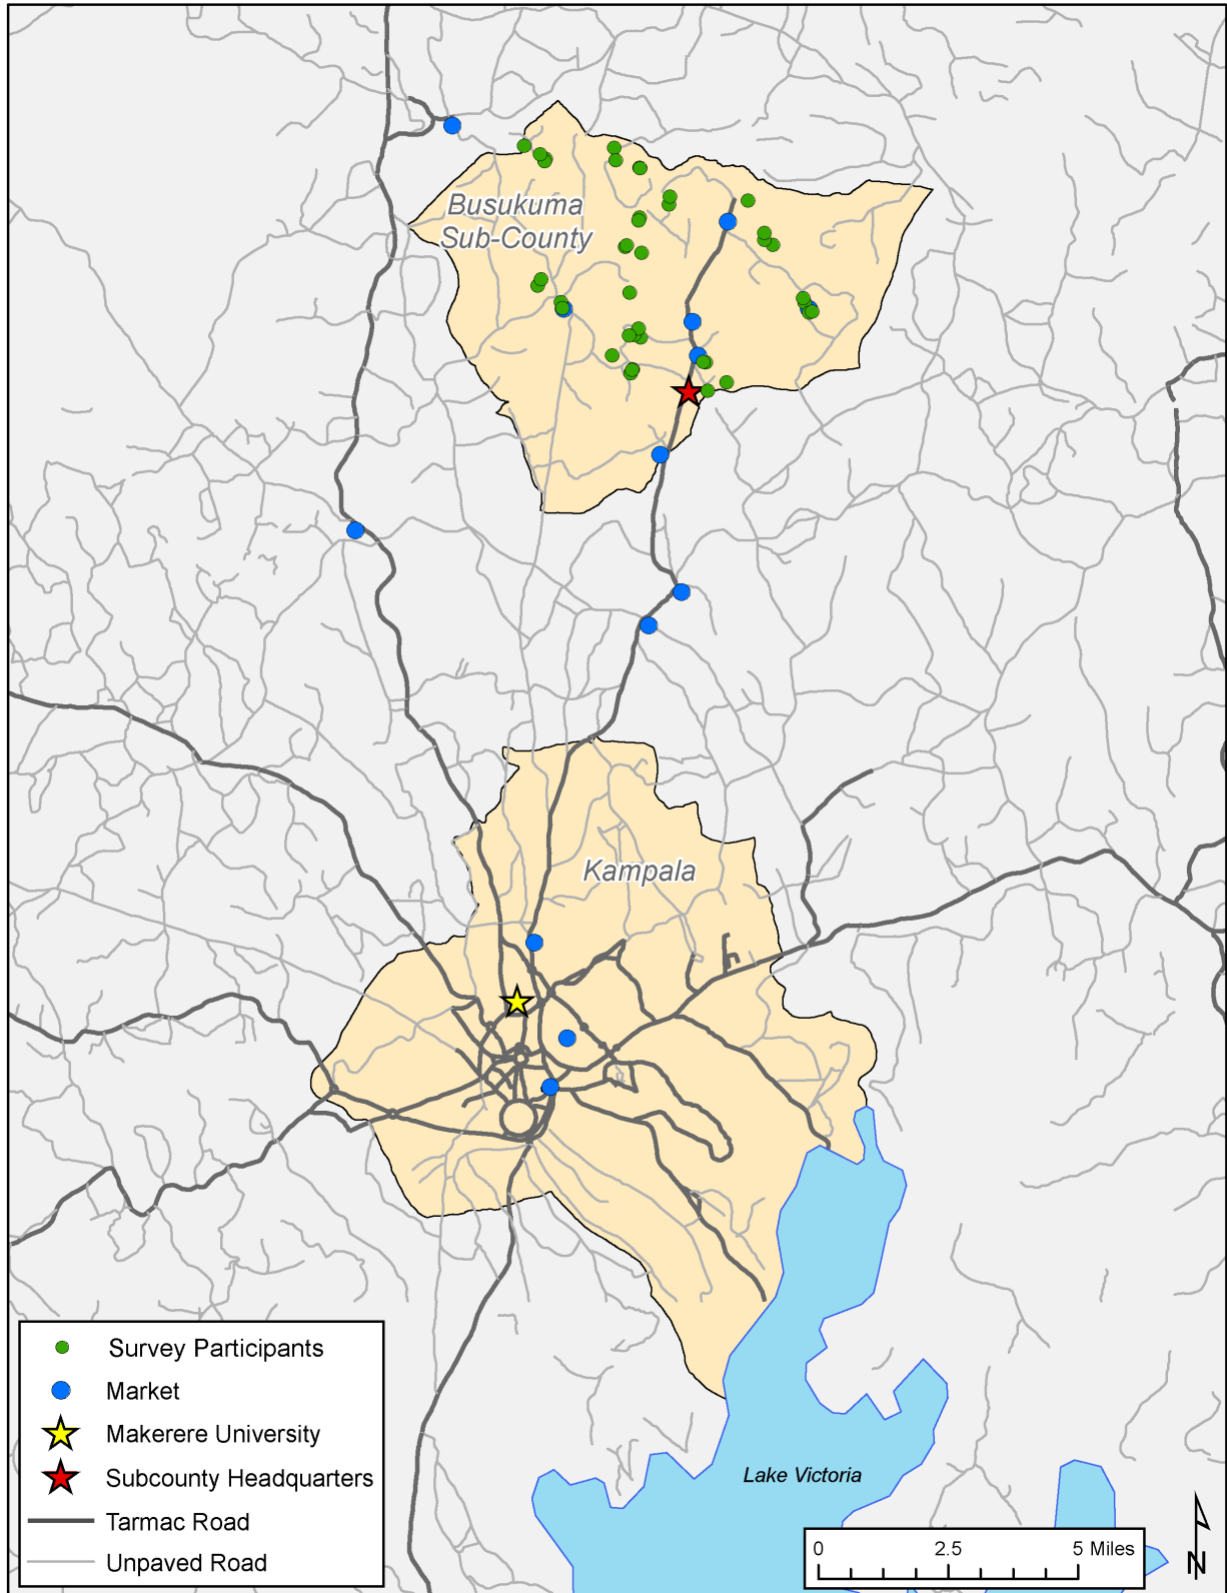 Busukuma
Sub-County
Kampala
Survey Participants
Market
Makerere University
Subcounty Headquarters
Tarmac Road
Unpaved Road
Lake Victoria
0 2.5 5 Miles
N